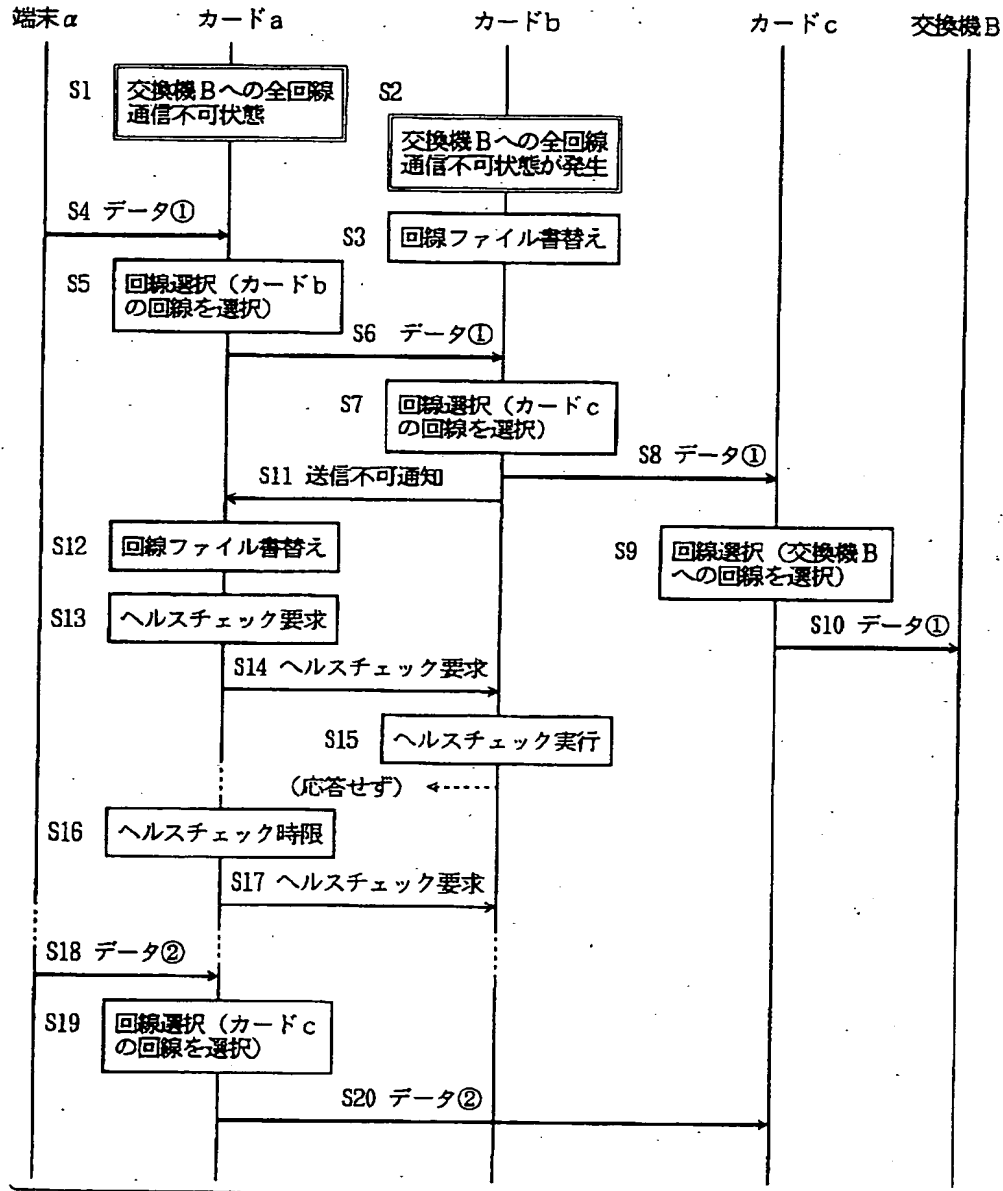 端末α カードa カードb カードc 交換機B
S1 交換機Bへの全回線
通信不可状態
S2
交換機Bへの全回線
通信不可状態が発生
S4 データ①
S3 回線ファイル書替え
S5 回線選択（カードb
の回線を選択）
S6 データ①
S7 回線選択（カードc
の回線を選択）
S8 データ①
S11 送信不可通知
S12 回線ファイル書替え
S9 回線選択（交換機B
への回線を選択）
S13 ヘルスチェック要求
S10 データ①
S14 ヘルスチェック要求
S15 ヘルスチェック実行
（応答せず）
S16 ヘルスチェック時限
S17 ヘルスチェック要求
S18 データ②
S19 回線選択（カードc
の回線を選択）
S20 データ②